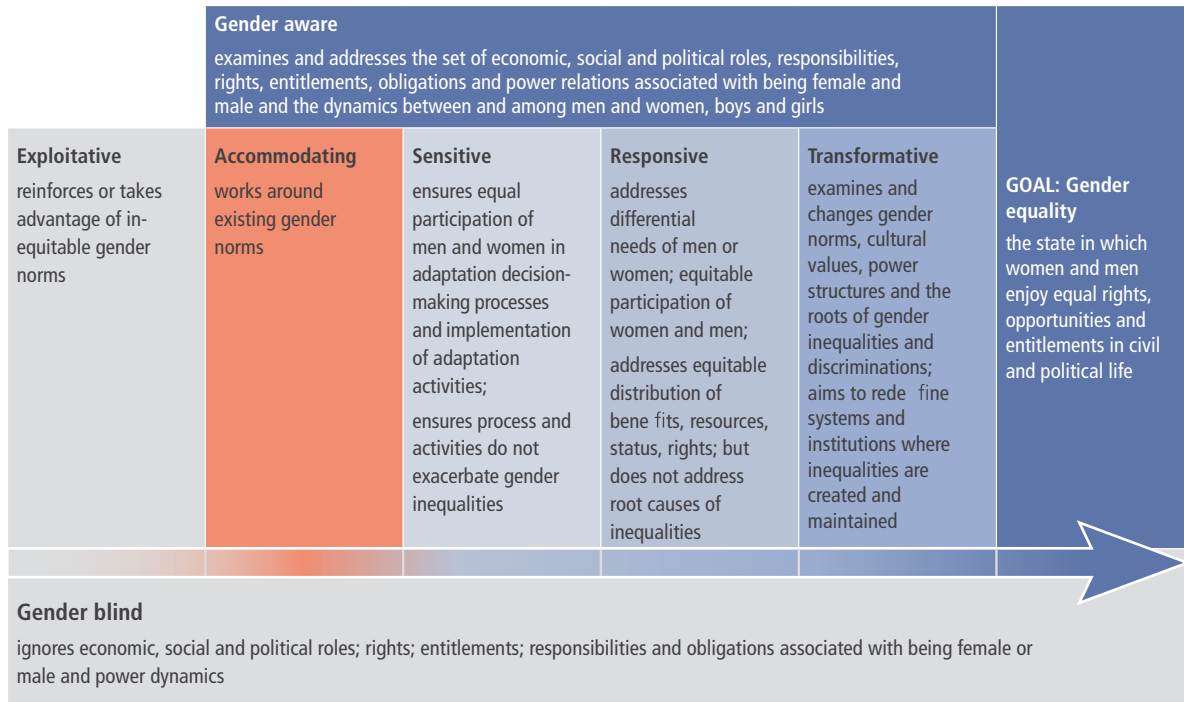 Gender aware
examines and addresses the set of economic, social and political roles, responsibilities,
rights, entitlements, obligations and power relations associated with being female and
male and the dynamics between and among men and women, boys and girls
Exploitative
reinforces or takes
advantage of in-
equitable gender
norms
Accommodating
works around
existing gender
norms
Sensitive
ensures equal
participation of
men and women in
adaptation decision-
making processes
and implementation
of adaptation
activities;
ensures process and
activities do not
exacerbate gender
inequalities
Responsive
addresses
differential
needs of men or
women; equitable
participation of
women and men;
addresses equitable
distribution of
bene fits, resources,
status, rights; but
does not address
root causes of
inequalities
Transformative
examines and
changes gender
norms, cultural
values, power
structures and the
roots of gender
inequalities and
discriminations;
aims to rede fine
systems and
institutions where
inequalities are
created and
maintained
GOAL: Gender
equality
the state in which
women and men
enjoy equal rights,
opportunities and
entitlements in civil
and political life
Gender blind
ignores economic, social and political roles; rights; entitlements; responsibilities and obligations associated with being female or
male and power dynamics